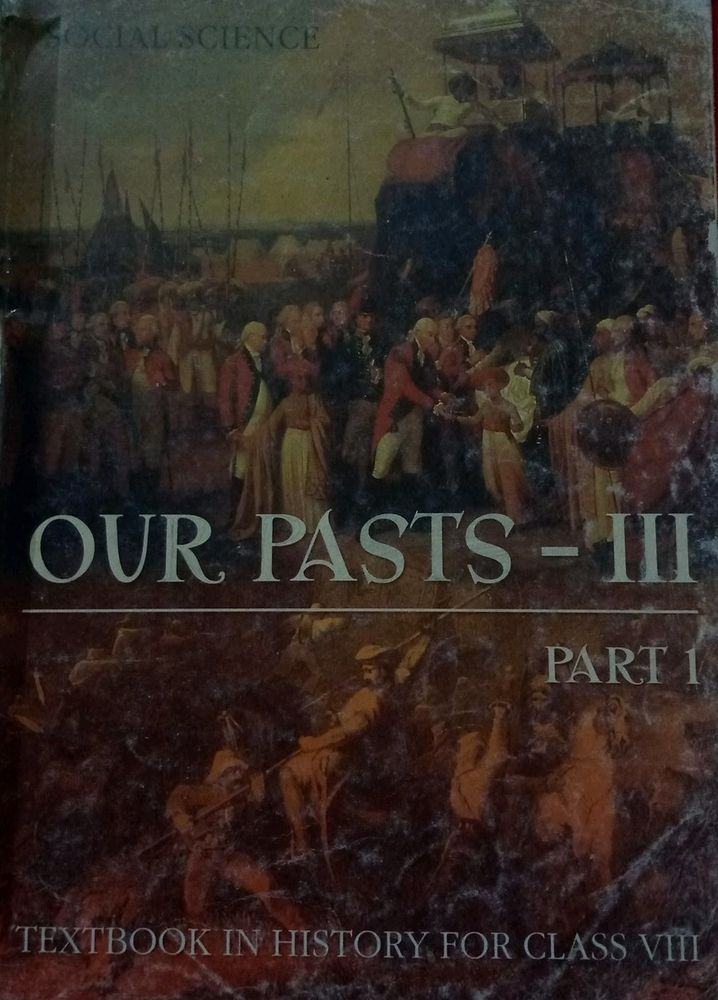 SOCIAL SCIENCE
OUR PASTS – III
PART 1
TEXTBOOK IN HISTORY FOR CLASS VIII